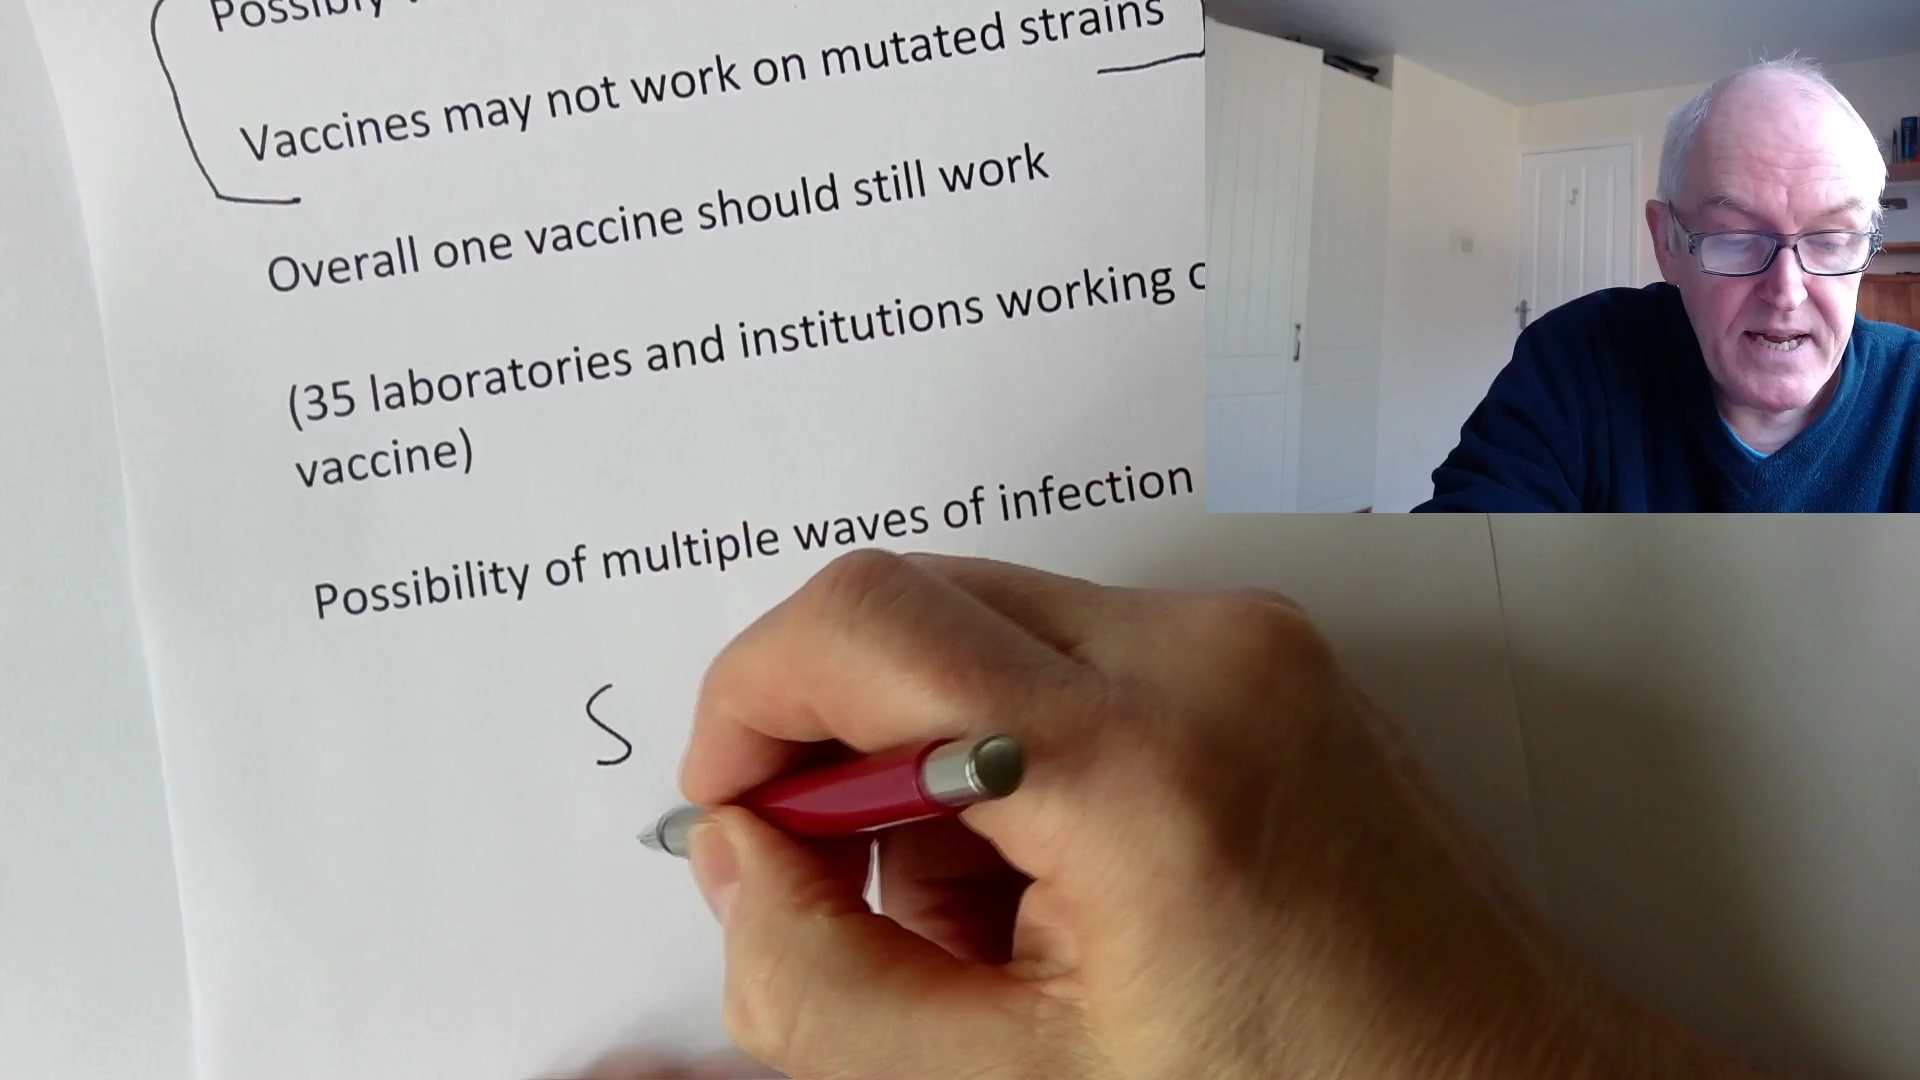 Possibly
Vaccines may not work on mutated strains
Overall one vaccine should still work
(35 laboratories and institutions working
vaccine)
Possibility of multiple waves of infection
S